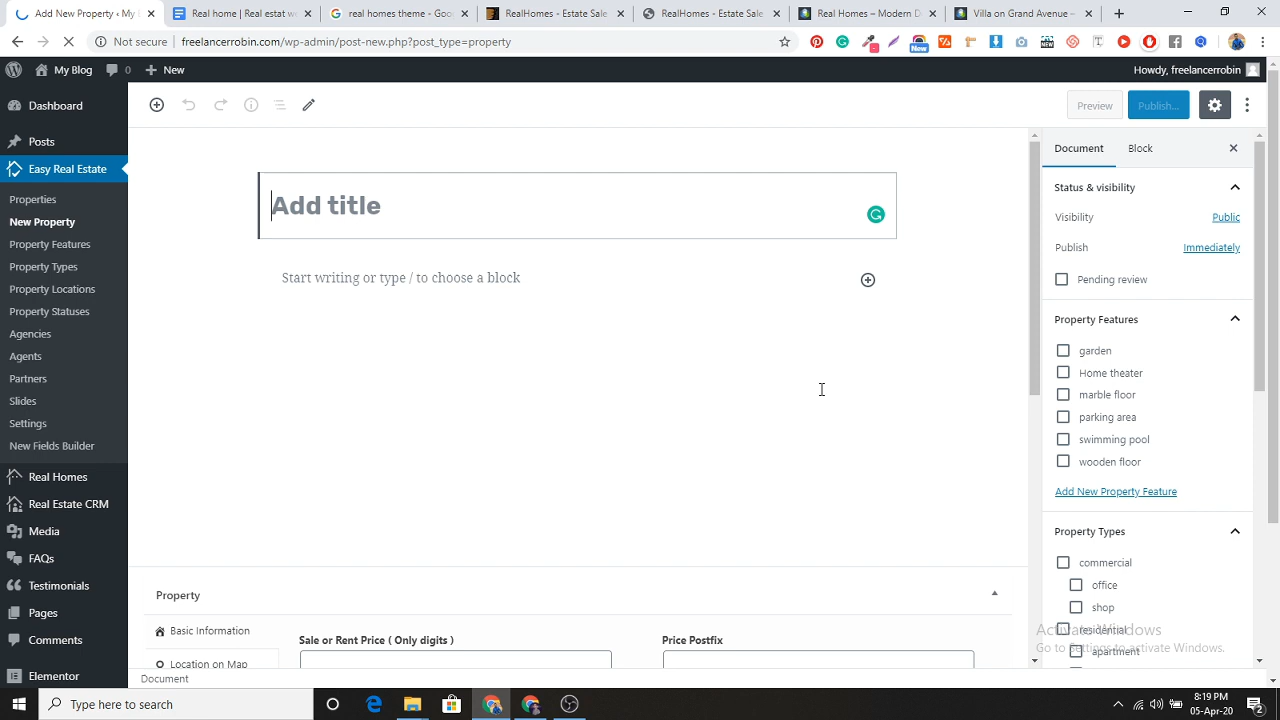 Add New Property < M
Real home | Real estat w
real homes theme - Goo
RealHomes - Estate Sale
RealHomes - Estate Sale
Real Homes – Modern D
Villa on Grand Avenue –
Not secure | freelancerrobin.com/wp-admin/post-new.php?post_type=property
My Blog 0 New
Howdy, freelancerrobin
Dashboard
Posts
Easy Real Estate
Properties
New Property
Property Features
Property Types
Property Locations
Property Statuses
Agencies
Agents
Partners
Slides
Settings
New Fields Builder
Real Homes
Real Estate CRM
Media
FAQs
Testimonials
Pages
Comments
Elementor
Preview
Publish...
Add title
Start writing or type / to choose a block
Property
Basic Information
Location on Map
Sale or Rent Price ( Only digits )
Price Postfix
Document
Document Block
Status & visibility
Visibility Public
Publish Immediately
Pending review
Property Features
garden
Home theater
marble floor
parking area
swimming pool
wooden floor
Add New Property Feature
Property Types
commercial
office
shop
residential
apartment
Activate Windows
Go to Settings to activate Windows.
Type here to search
8:19 PM
05-Apr-20